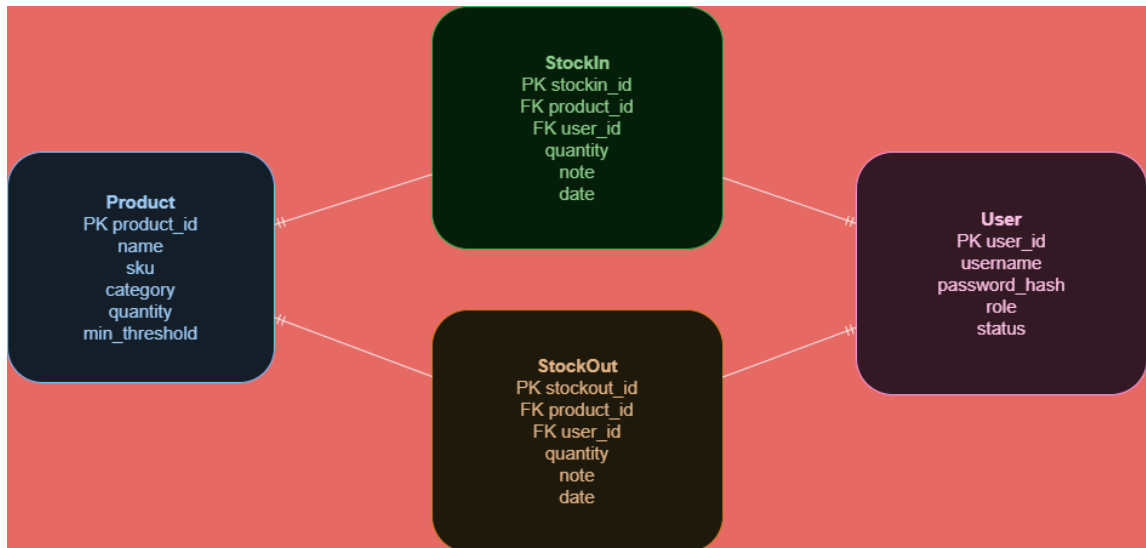 StockIn
PK stockin_id
FK product_id
FK user_id
quantity
note
date
Product
PK product_id
name
sku
category
quantity
min_threshold
User
PK user_id
username
password_hash
role
status
StockOut
PK stockout_id
FK product_id
FK user_id
quantity
note
date